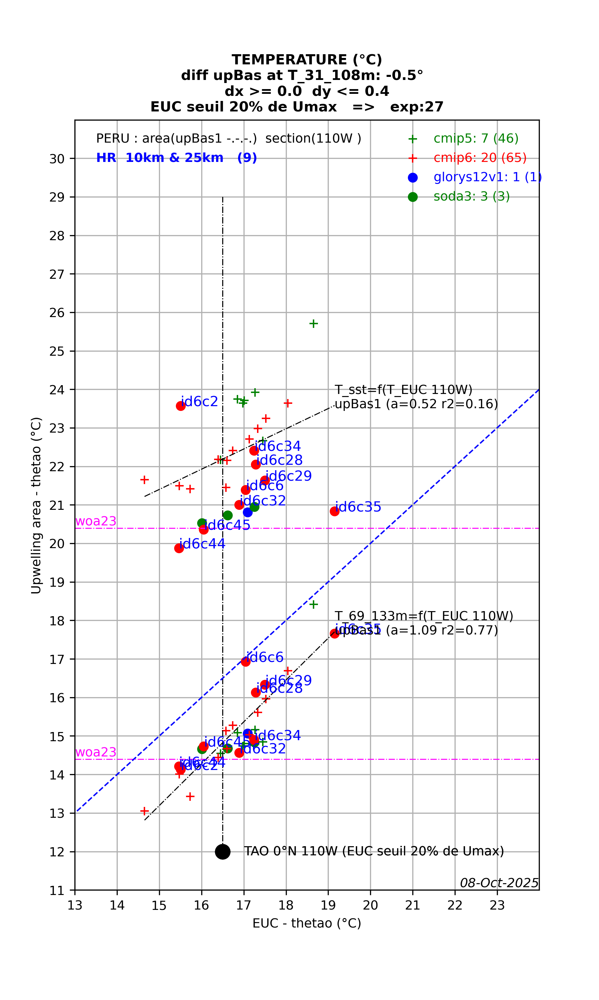 TEMPERATURE (°C)
diff upBas at T_31_108m: -0.5°
dx >= 0.0 dy <= 0.4
EUC seuil 20% de Umax => exp:27
PERU : area(upBas1 -.-.-.) section(110W )
HR 10km & 25km (9)
cmip5: 7 (46)
cmip6: 20 (65)
glorys12v1: 1 (1)
soda3: 3 (3)
30
29
28
27
26
25
24
23
22
21
20
19
18
17
16
15
14
13
12
11
Upwelling area - thetao (°C)
T_sst=f(T_EUC 110W)
upBas1 (a=0.52 r2=0.16)
id6c2
id6c34
id6c28
id6c29
id6c6
id6c32
id6c35
woa23
id6c45
id6c44
T_69_133m=f(T_EUC 110W)
upBas1 (a=1.09 r2=0.77)
id6c35
id6c6
id6c29
id6c28
id6c34
id6c45
id6c32
woa23
id6c44
id6c2
TAO 0°N 110W (EUC seuil 20% de Umax)
08-Oct-2025
13 14 15 16 17 18 19 20 21 22 23
EUC - thetao (°C)